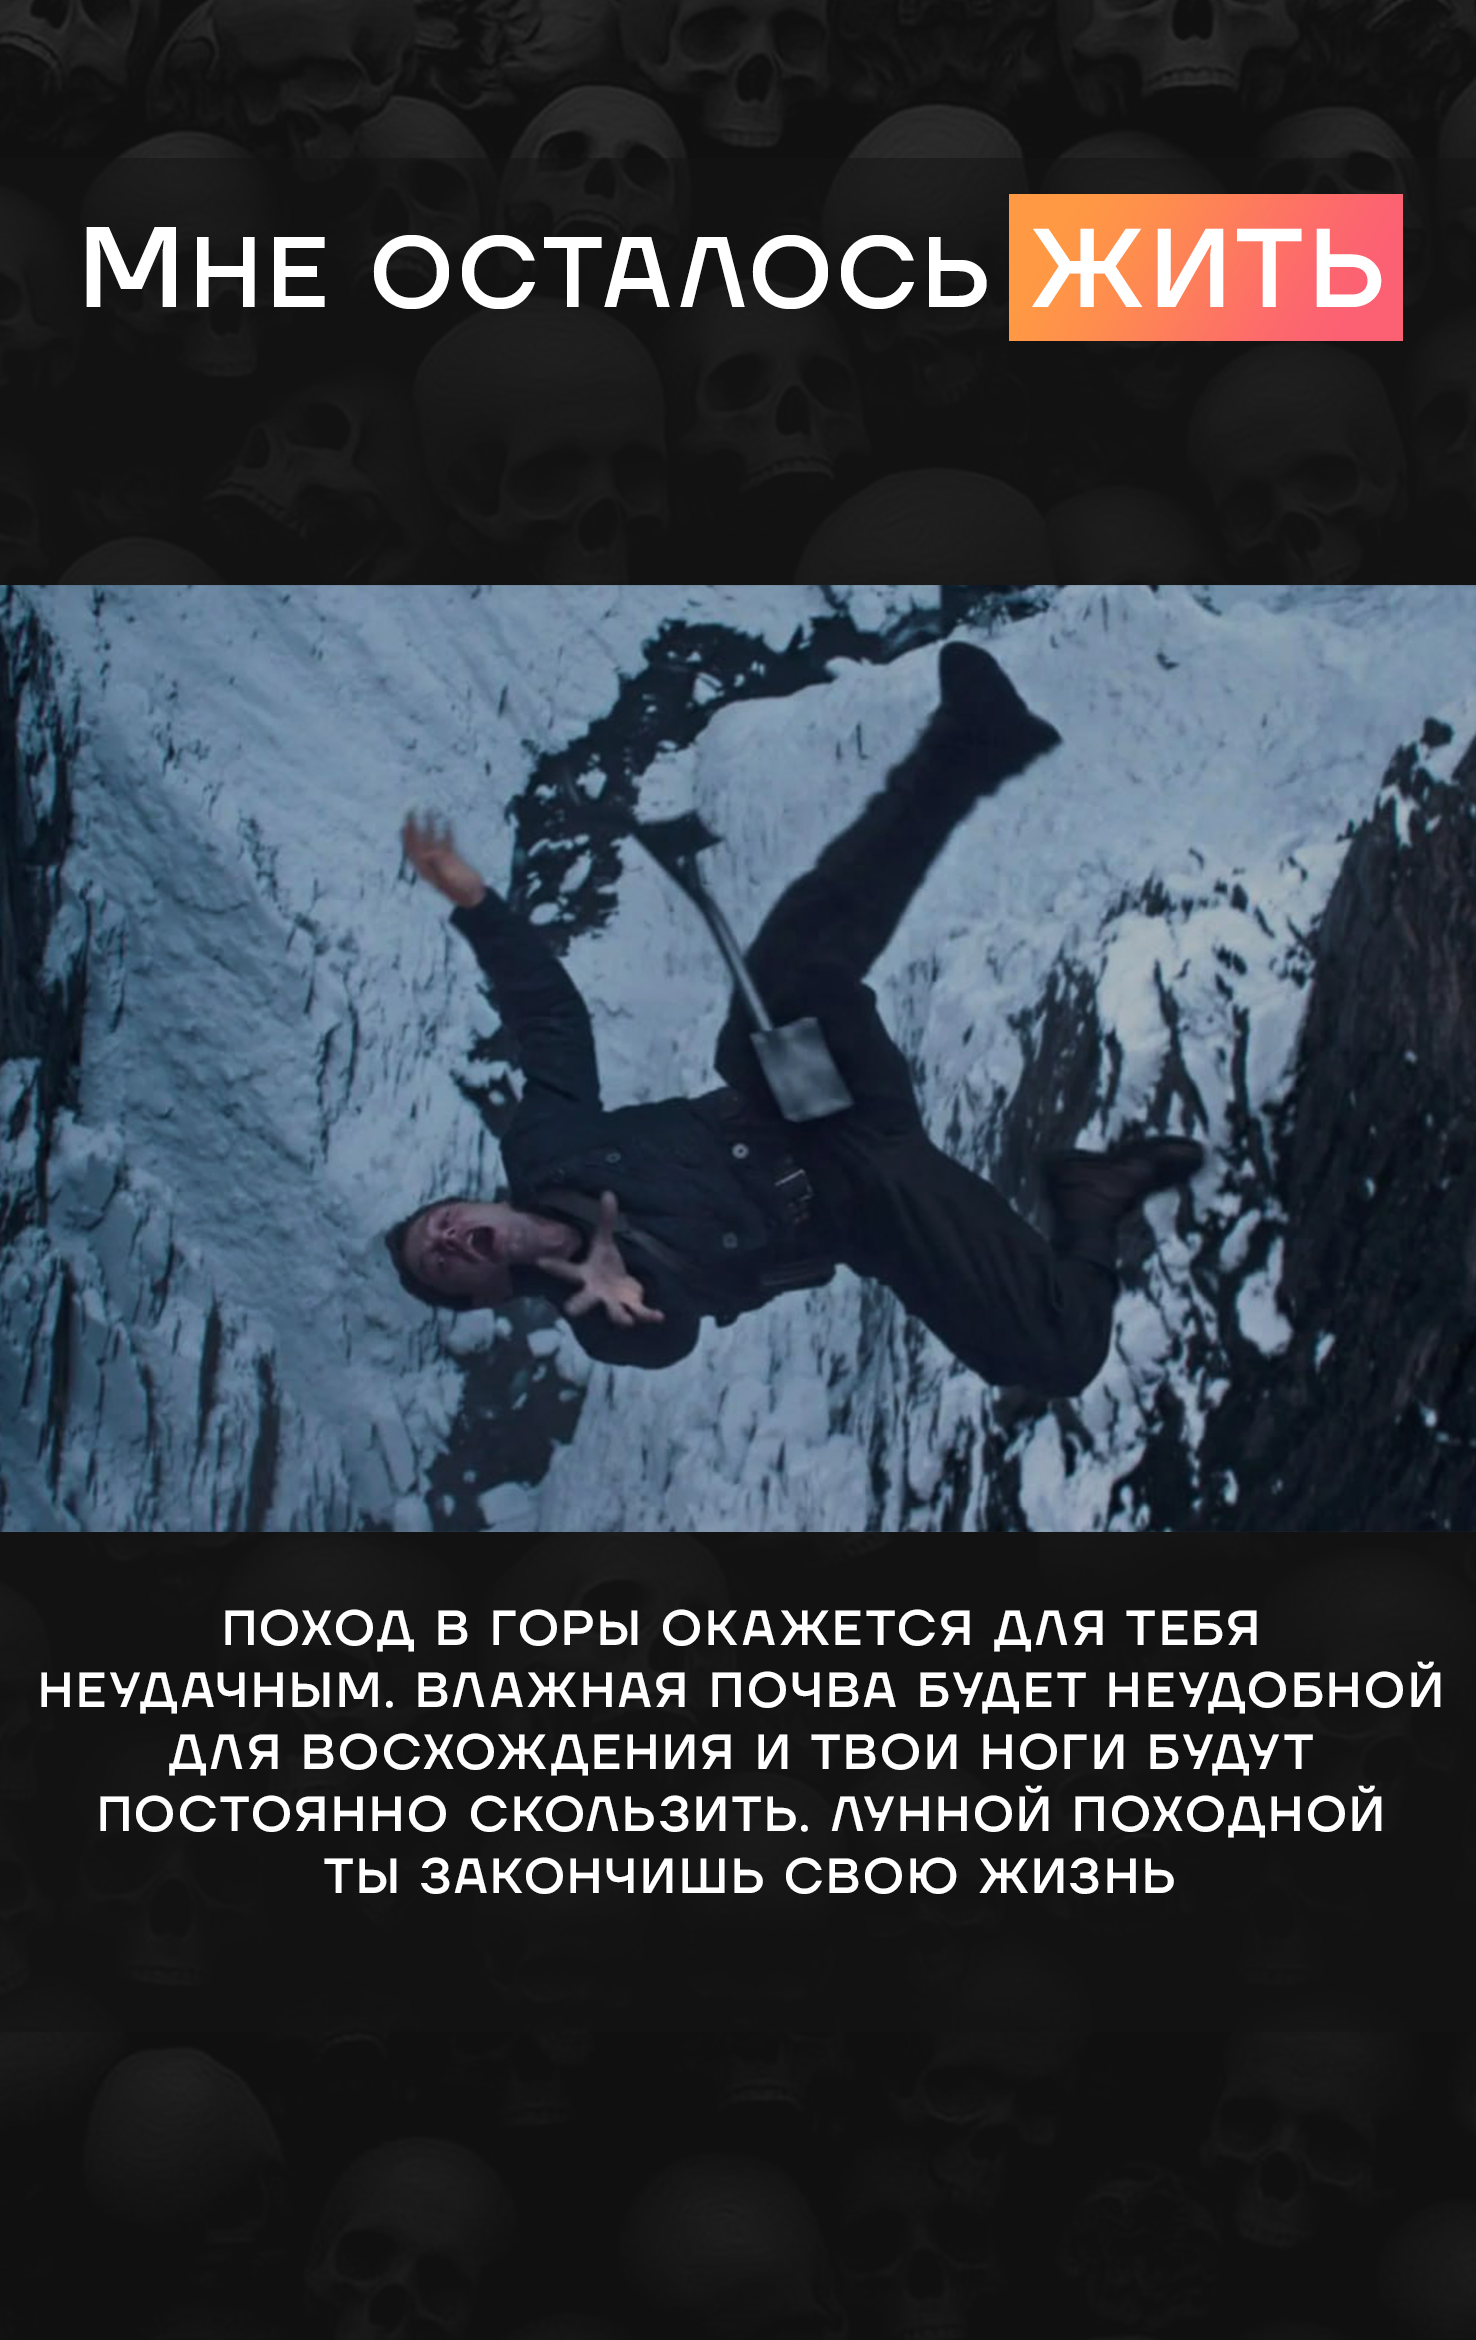 Мне осталось жить
поход в горы окажется для тебя
неудачным. Влажная почва будет неудобной
для восхождения и твои ноги будут
постоянно скользить. Лунной походной
ты закончишь свою жизнь